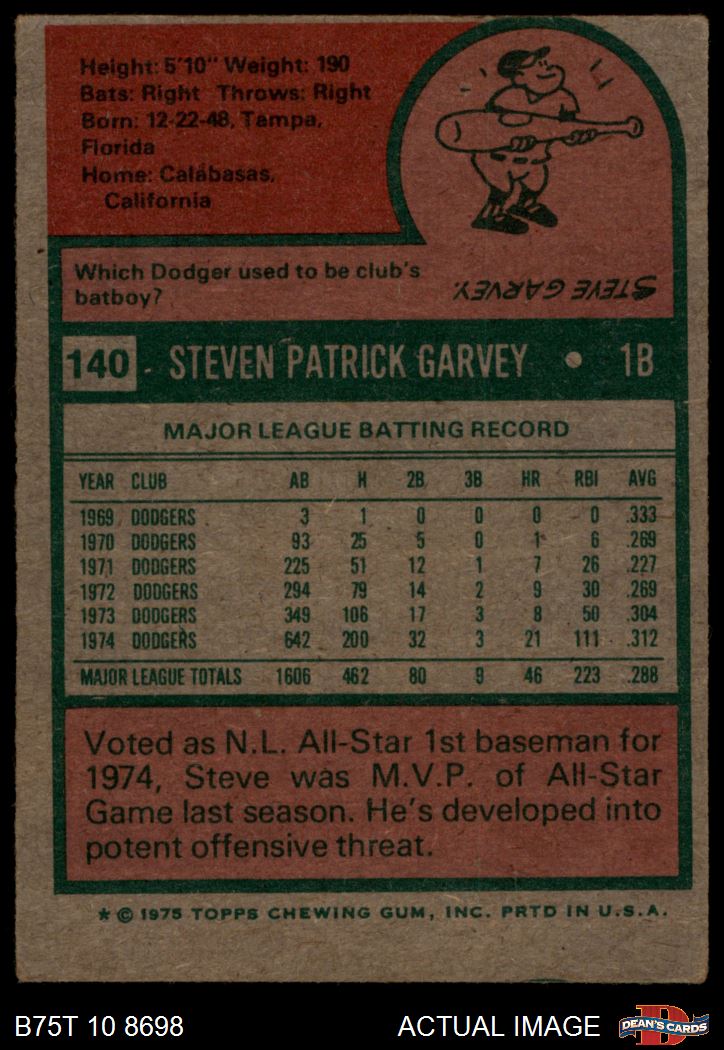 Height: 5'10" Weight: 190
Bats: Right Throws: Right
Born: 12-22-48, Tampa,
Florida
Home: Calabasas,
California
Which Dodger used to be club's
batboy?
STEVE GARVEY.
140 - STEVEN PATRICK GARVEY • 1B
MAJOR LEAGUE BATTING RECORD
YEAR CLUB AB H 2B 3B HR RBI AVG
1969 DODGERS 3 1 0 0 0 0 .333
1970 DODGERS 93 25 5 0 1 6 .269
1971 DODGERS 225 51 12 1 7 26 .227
1972 DODGERS 294 79 14 2 9 30 .269
1973 DODGERS 349 106 17 3 8 50 .304
1974 DODGERS 642 200 32 3 21 111 .312
MAJOR LEAGUE TOTALS 1606 462 80 9 46 223 .288
Voted as N.L. All-Star 1st baseman for
1974, Steve was M.V.P. of All-Star
Game last season. He's developed into
potent offensive threat.
* © 1975 TOPPS CHEWING GUM, INC. PRTD IN U.S.A.
B75T 10 8698 ACTUAL IMAGE
D
DEAN'S CARDS